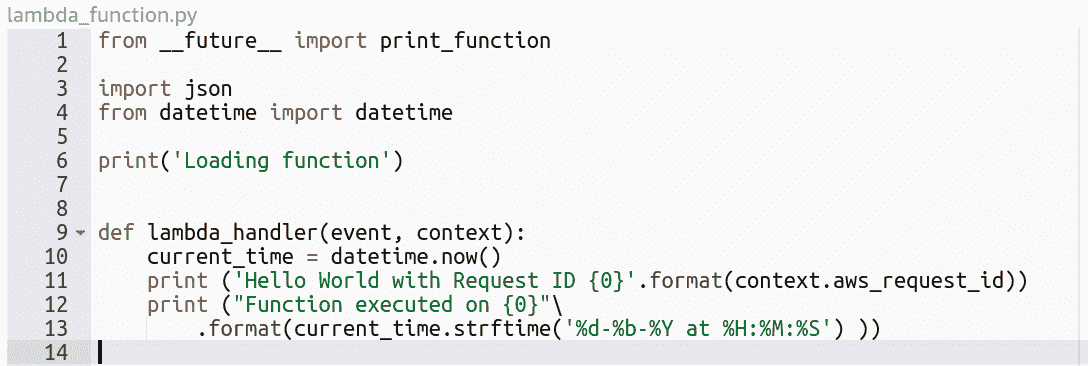 lambda_function.py
1 from __future__ import print_function
2
3 import json
4 from datetime import datetime
5
6 print('Loading function')
7
8
9 def lambda_handler(event, context):
10     current_time = datetime.now()
11     print ('Hello World with Request ID {0}'.format(context.aws_request_id))
12     print ("Function executed on {0}"\
13         .format(current_time.strftime('%d-%b-%Y at %H:%M:%S') ))
14